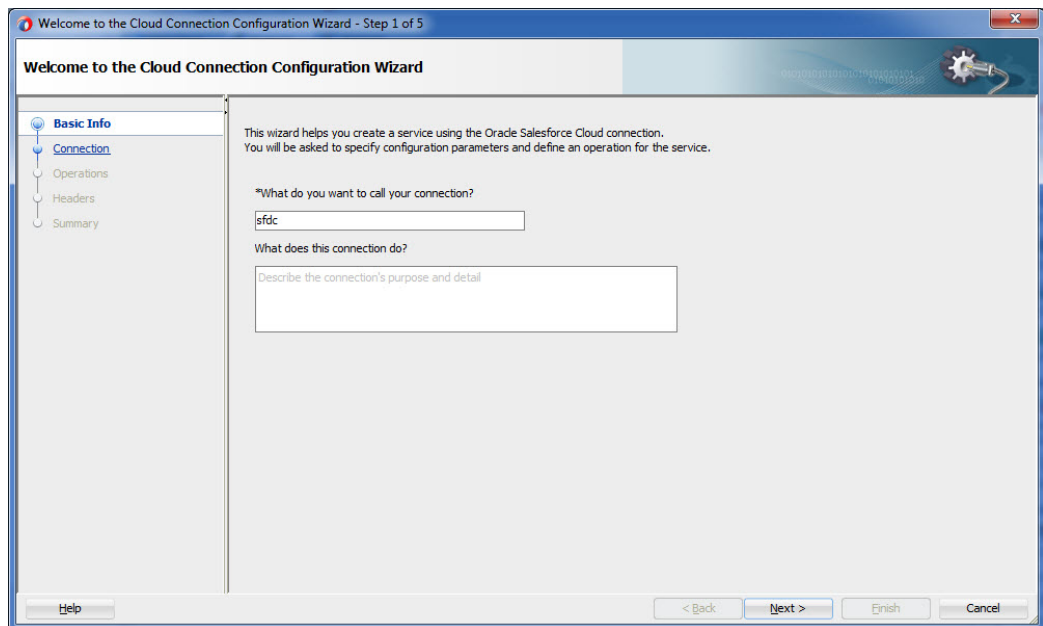 Welcome to the Cloud Connection Configuration Wizard - Step 1 of 5
Welcome to the Cloud Connection Configuration Wizard
Basic Info
Connection
Operations
Headers
Summary
This wizard helps you create a service using the Oracle Salesforce Cloud connection.
You will be asked to specify configuration parameters and define an operation for the service.
*What do you want to call your connection?
sfdc
What does this connection do?
Describe the connection's purpose and detail
Help
< Back
Next >
Finish
Cancel